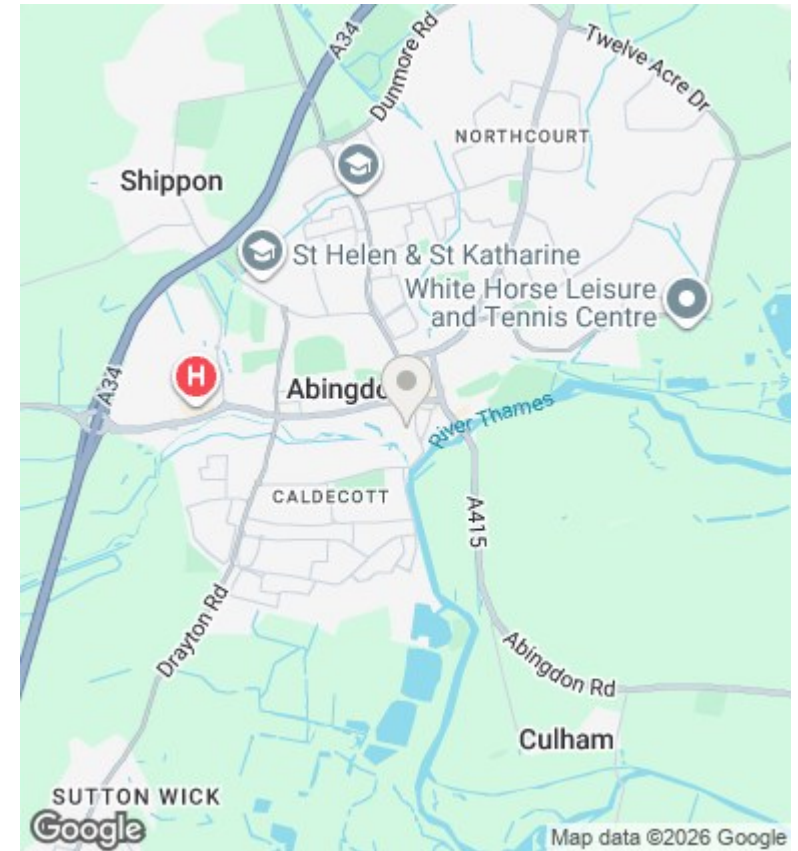 A34
Dunmore Rd
Twelve Acre Dr
NORTHCOURT
Shippon
St Helen & St Katharine
White Horse Leisure
and Tennis Centre
A34
H
Abingdo
River Thames
CALDECOTT
A415
Drayton Rd
Abingdon Rd
Culham
SUTTON WICK
Google
Map data ©2026 Google